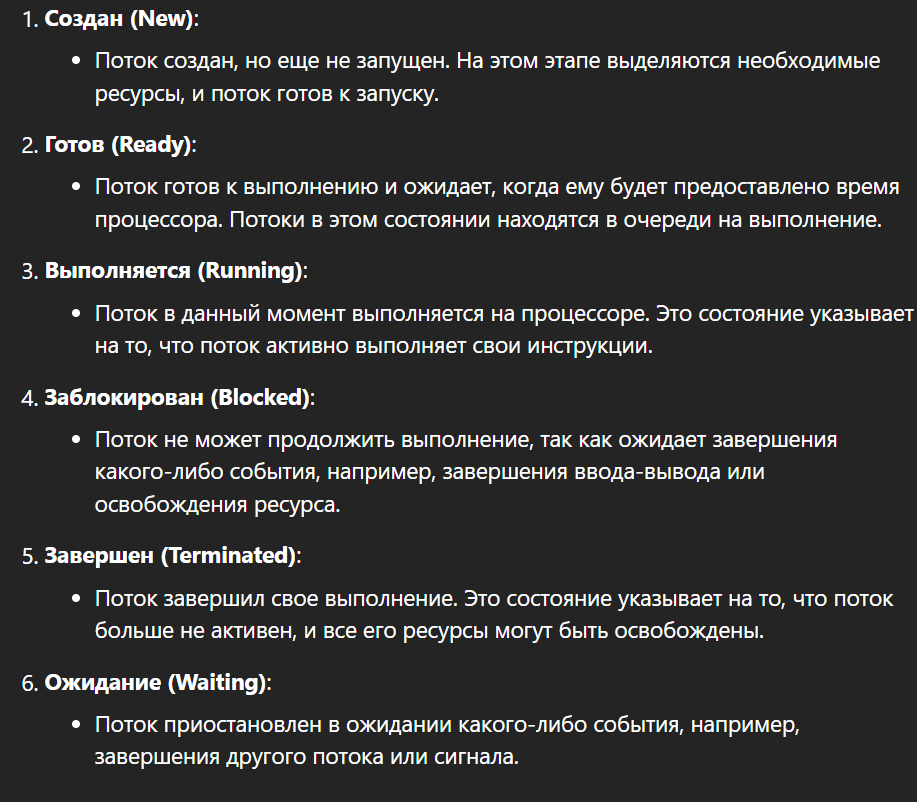 1. Создан (New):
• Поток создан, но еще не запущен. На этом этапе выделяются необходимые
ресурсы, и поток готов к запуску.
2. Готов (Ready):
• Поток готов к выполнению и ожидает, когда ему будет предоставлено время
процессора. Потоки в этом состоянии находятся в очереди на выполнение.
3. Выполняется (Running):
• Поток в данный момент выполняется на процессоре. Это состояние указывает
на то, что поток активно выполняет свои инструкции.
4. Заблокирован (Blocked):
• Поток не может продолжить выполнение, так как ожидает завершения
какого-либо события, например, завершения ввода-вывода или
освобождения ресурса.
5. Завершен (Terminated):
• Поток завершил свое выполнение. Это состояние указывает на то, что поток
больше не активен, и все его ресурсы могут быть освобождены.
6. Ожидание (Waiting):
• Поток приостановлен в ожидании какого-либо события, например,
завершения другого потока или сигнала.